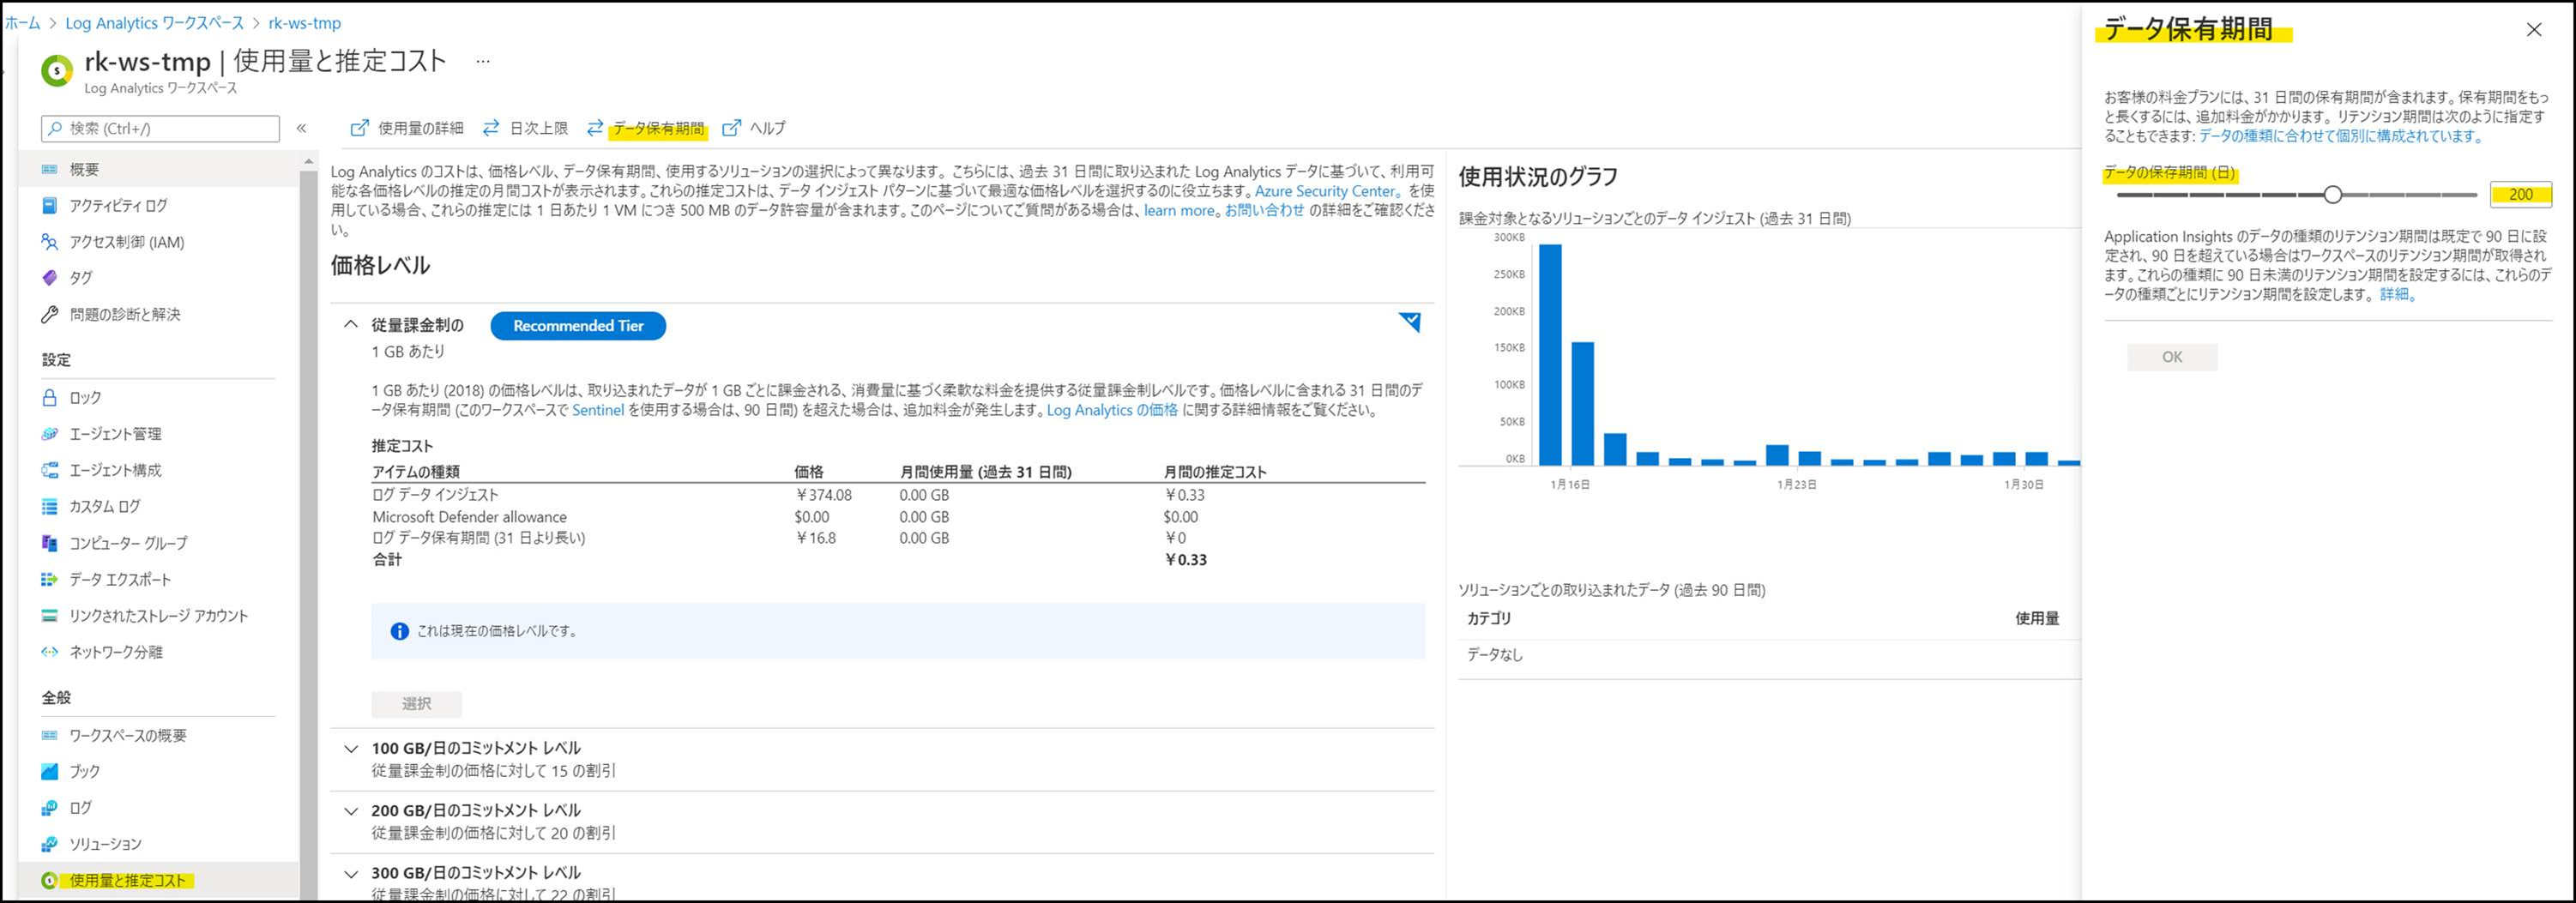 ホーム > Log Analytics ワークスペース > rk-ws-tmp
rk-ws-tmp | 使用量と推定コスト ...
Log Analytics ワークスペース
検索 (Ctrl+/)
«
概要
アクティビティ ログ
アクセス制御 (IAM)
タグ
問題の診断と解決
設定
ロック
エージェント管理
エージェント構成
カスタム ログ
コンピューター グループ
データ エクスポート
リンクされたストレージ アカウント
ネットワーク分離
全般
ワークスペースの概要
ブック
ログ
ソリューション
使用量と推定コスト
使用量の詳細 日次上限 データ保有期間 ヘルプ
Log Analytics のコストは、価格レベル、データ保有期間、使用するソリューションの選択によって異なります。こちらには、過去 31 日間に取り込まれた Log Analytics データに基づいて、利用可
能な各価格レベルの推定の月間コストが表示されます。これらの推定コストは、データ インジェスト パターンに基づいて最適な価格レベルを選択するのに役立ちます。Azure Security Center。を使
用している場合、これらの推定には 1 日あたり 1 VM につき 500 MB のデータ許容量が含まれます。このページについてご質問がある場合は、learn more。お問い合わせ の詳細をご確認くださ
い。
価格レベル
従量課金制の Recommended Tier
1 GB あたり
1 GB あたり (2018) の価格レベルは、取り込まれたデータが 1 GB ごとに課金される、消費量に基づく柔軟な料金を提供する従量課金制レベルです。価格レベルに含まれる 31 日間のデ
ータ保有期間 (このワークスペースで Sentinel を使用する場合は、90 日間) を超えた場合は、追加料金が発生します。Log Analytics の価格 に関する詳細情報をご覧ください。
推定コスト
アイテムの種類 価格 月間使用量 (過去 31 日間) 月間の推定コスト
ログ データ インジェスト ￥374.08 0.00 GB ￥0.33
Microsoft Defender allowance $0.00 0.00 GB $0.00
ログ データ保有期間 (31 日より長い) ￥16.8 0.00 GB ￥0
合計 ￥0.33
これは現在の価格レベルです。
選択
100 GB/日のコミットメント レベル
従量課金制の価格に対して 15 の割引
200 GB/日のコミットメント レベル
従量課金制の価格に対して 20 の割引
300 GB/日のコミットメント レベル
従量課金制の価格に対して 22 の割引
使用状況のグラフ
課金対象となるソリューションごとのデータ インジェスト (過去 31 日間)
300KB
250KB
200KB
150KB
100KB
50KB
0KB
1月16日 1月23日 1月30日
ソリューションごとの取り込まれたデータ (過去 90 日間)
カテゴリ 使用量
データなし
データ保有期間
お客様の料金プランには、31 日間の保有期間が含まれます。保有期間をもっ
と長くするには、追加料金がかかります。リテンション期間は次のように指定す
ることもできます: データの種類に合わせて個別に構成されています。
データの保存期間 (日)
200
Application Insights のデータの種類のリテンション期間は既定で 90 日に設
定され、90 日を超えている場合はワークスペースのリテンション期間が取得され
ます。これらの種類に 90 日未満のリテンション期間を設定するには、これらのデ
ータの種類ごとにリテンション期間を設定します。詳細。
OK